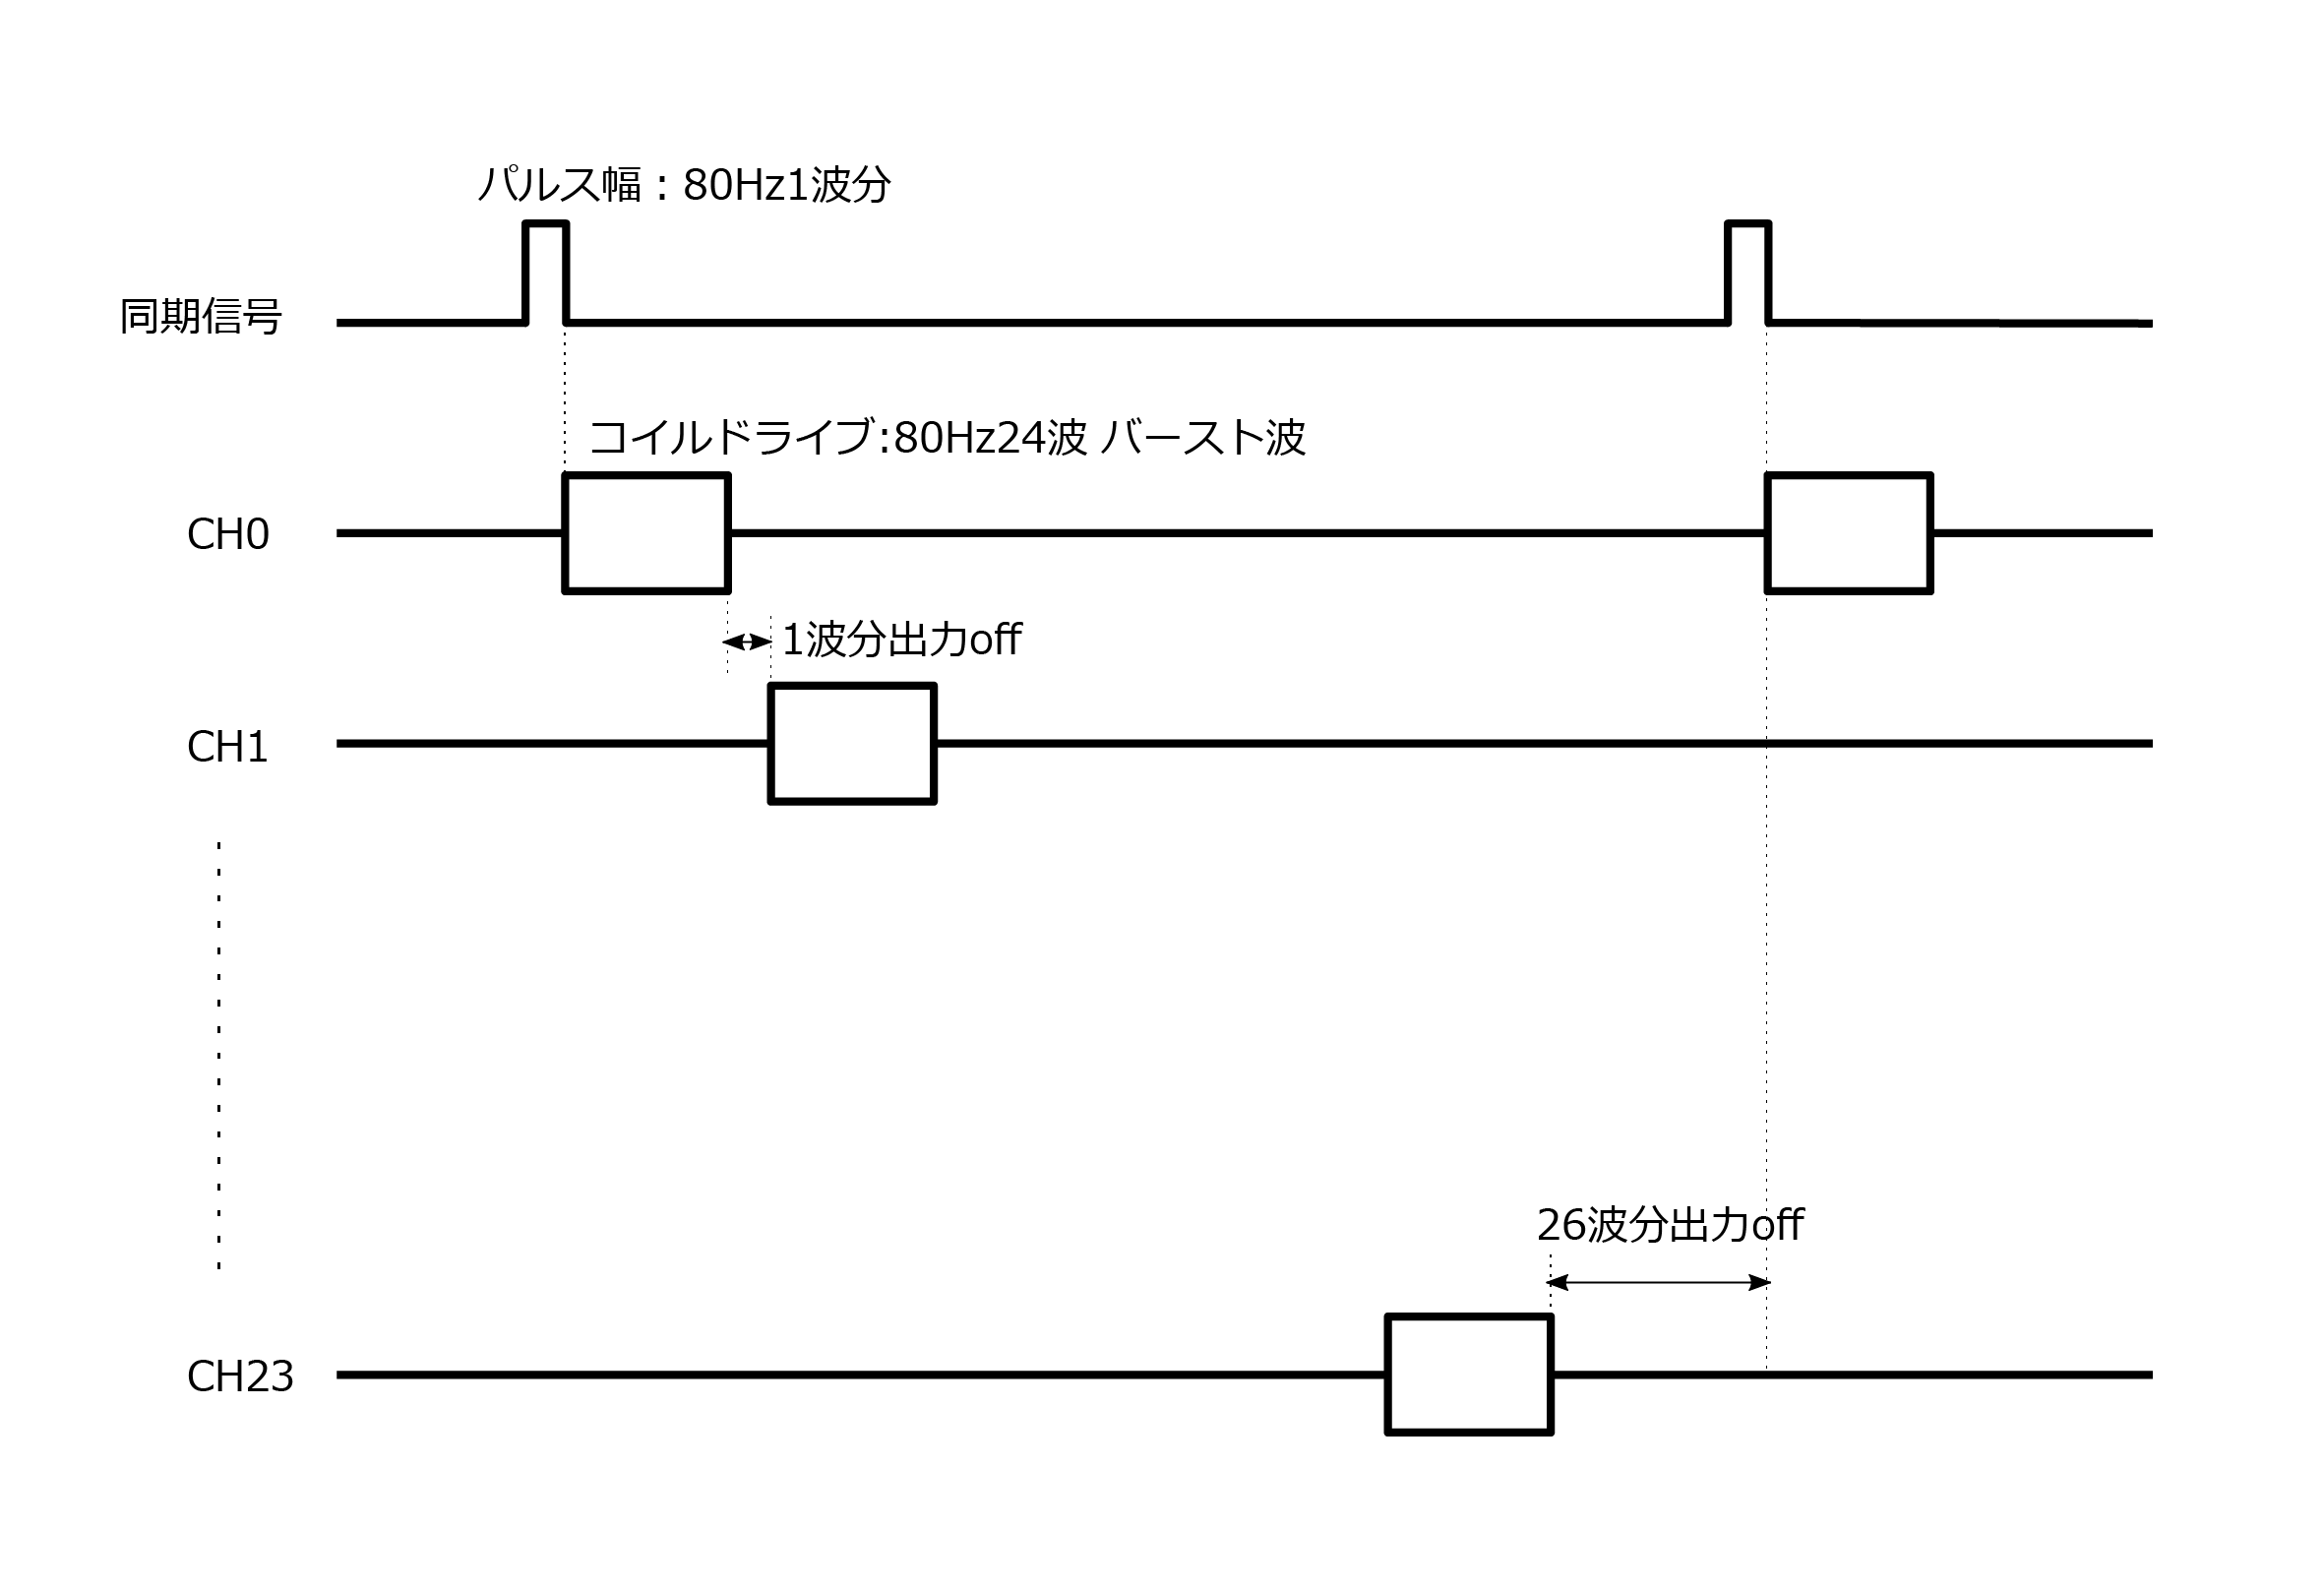 パルス幅：80Hz1波分
同期信号
コイルドライブ:80Hz24波 バースト波
CH0
1波分出力off
CH1
26波分出力off
CH23